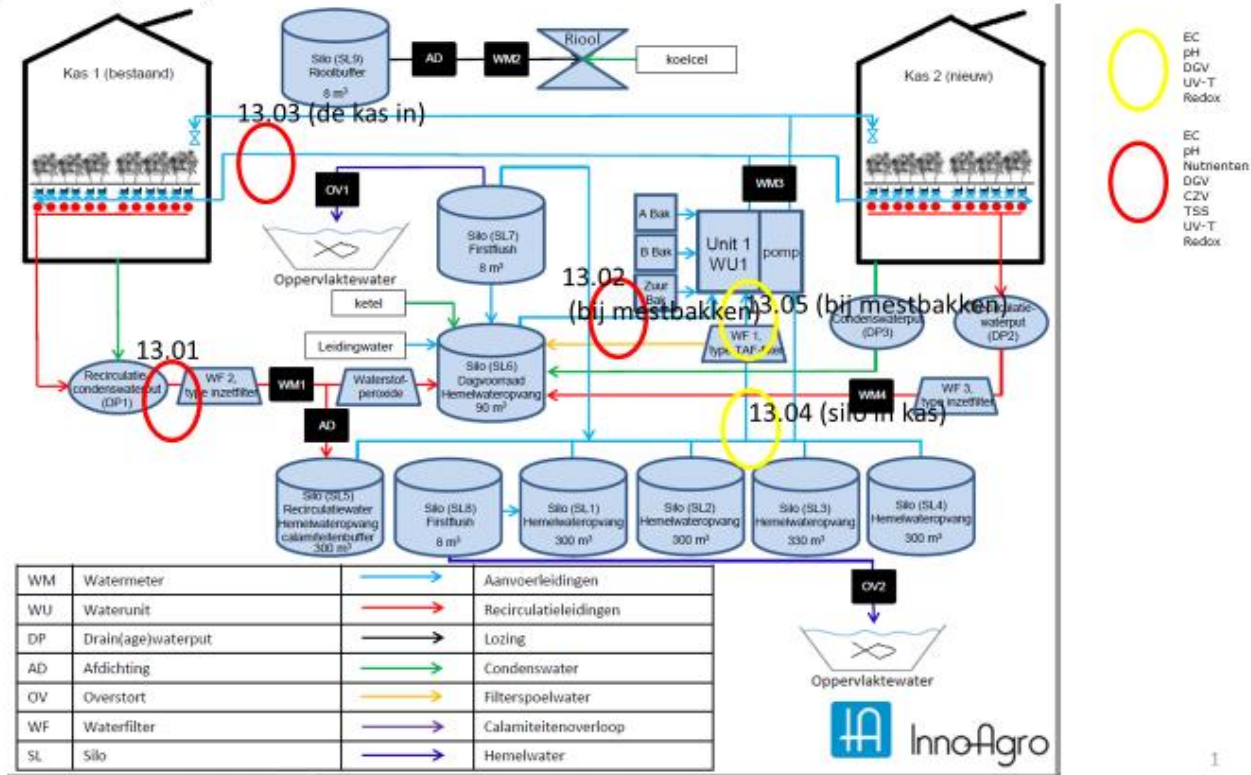 Kas 1 (bestaand)
Silo (SL9)
Rioolbuffer
8 m³
AD
WM2
Riool
koelcel
Kas 2 (nieuw)
EC
pH
DGV
UV-T
Redox
EC
pH
Nutrienten
DGV
CZV
TSS
UV-T
Redox
13.03 (de kas in)
OV1
Oppervlaktewater
Silo (SL7)
Firstflush
8 m³
WM3
A Bak
B Bak
Zuur
Bak
Unit 1
WU1
pomp
13.02
(bij mestbakken)
13.05 (bij mestbakken)
ketel
Leidingwater
Silo (SL6)
Dagvoorraad
Hemelwateropvang
90 m³
WF 1,
type TAF-filter
Condenswaterput
(DP3)
waterput
(DP2)
13.01
Recirculatie
condenswaterput
(DP1)
WF 2,
type inzetfilter
WM1
Waterstof-
peroxide
AD
WM4
WF 3,
type inzetfilter
13.04 (silo in kas)
Silo (SL5)
Recirculatiewater
Hemelwateropvang
calamiteitenbuffer
300 m³
Silo (SL8)
Firstflush
8 m³
Silo (SL1)
Hemelwateropvang
300 m³
Silo (SL2)
Hemelwateropvang
300 m³
Silo (SL3)
Hemelwateropvang
330 m³
Silo (SL4)
Hemelwateropvang
300 m³
WM Watermeter Aanvoerleidingen
WU Waterunit Recirculatieleidingen
DP Drain(age)waterput Lozing
AD Afdichting Condenswater
OV Overstort Filterspoelwater
WF Waterfilter Calamiteitenoverloop
SL Silo Hemelwater
OV2
Oppervlaktewater
InnoAgro
1